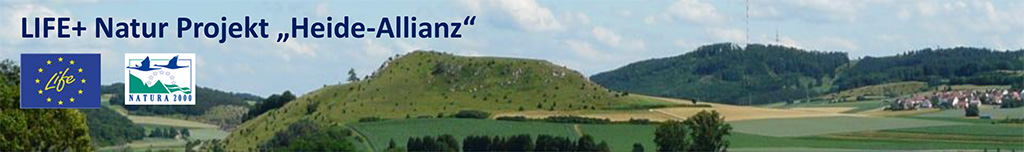 LIFE+ Natur Projekt „Heide-Allianz“
Life
NATURA 2000